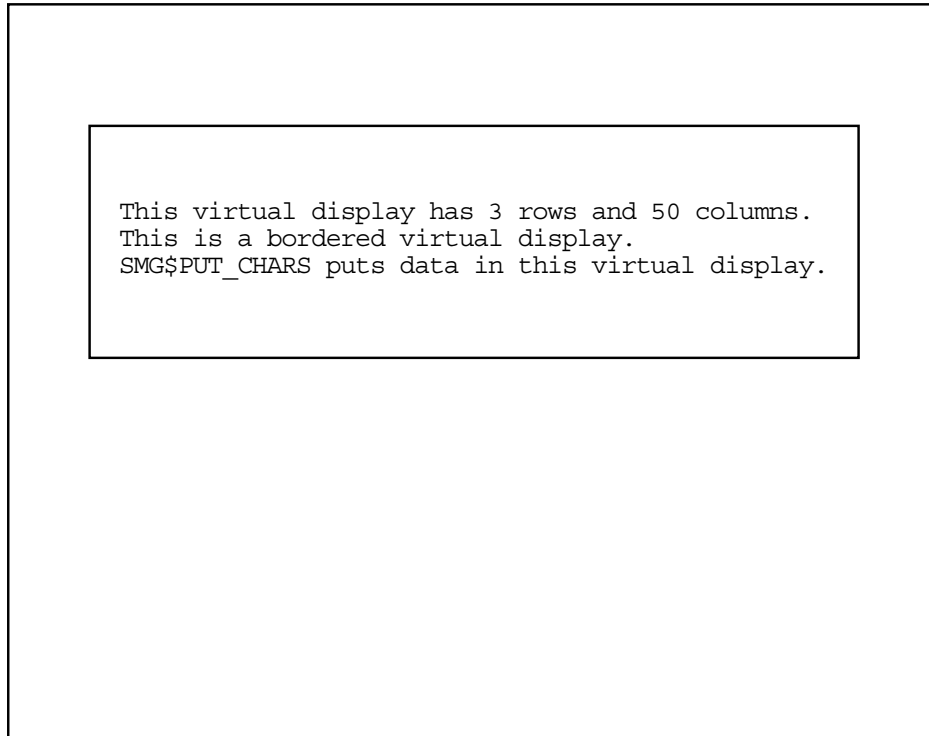 This virtual display has 3 rows and 50 columns.
This is a bordered virtual display.
SMG$PUT_CHARS puts data in this virtual display.